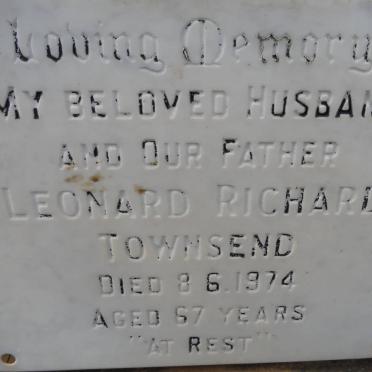 Loving Memory
MY BELOVED HUSBAN
AND OUR FATHER
LEONARD RICHARD
TOWNSEND
DIED 8 6.1974
AGED 67 YEARS
"AT REST"